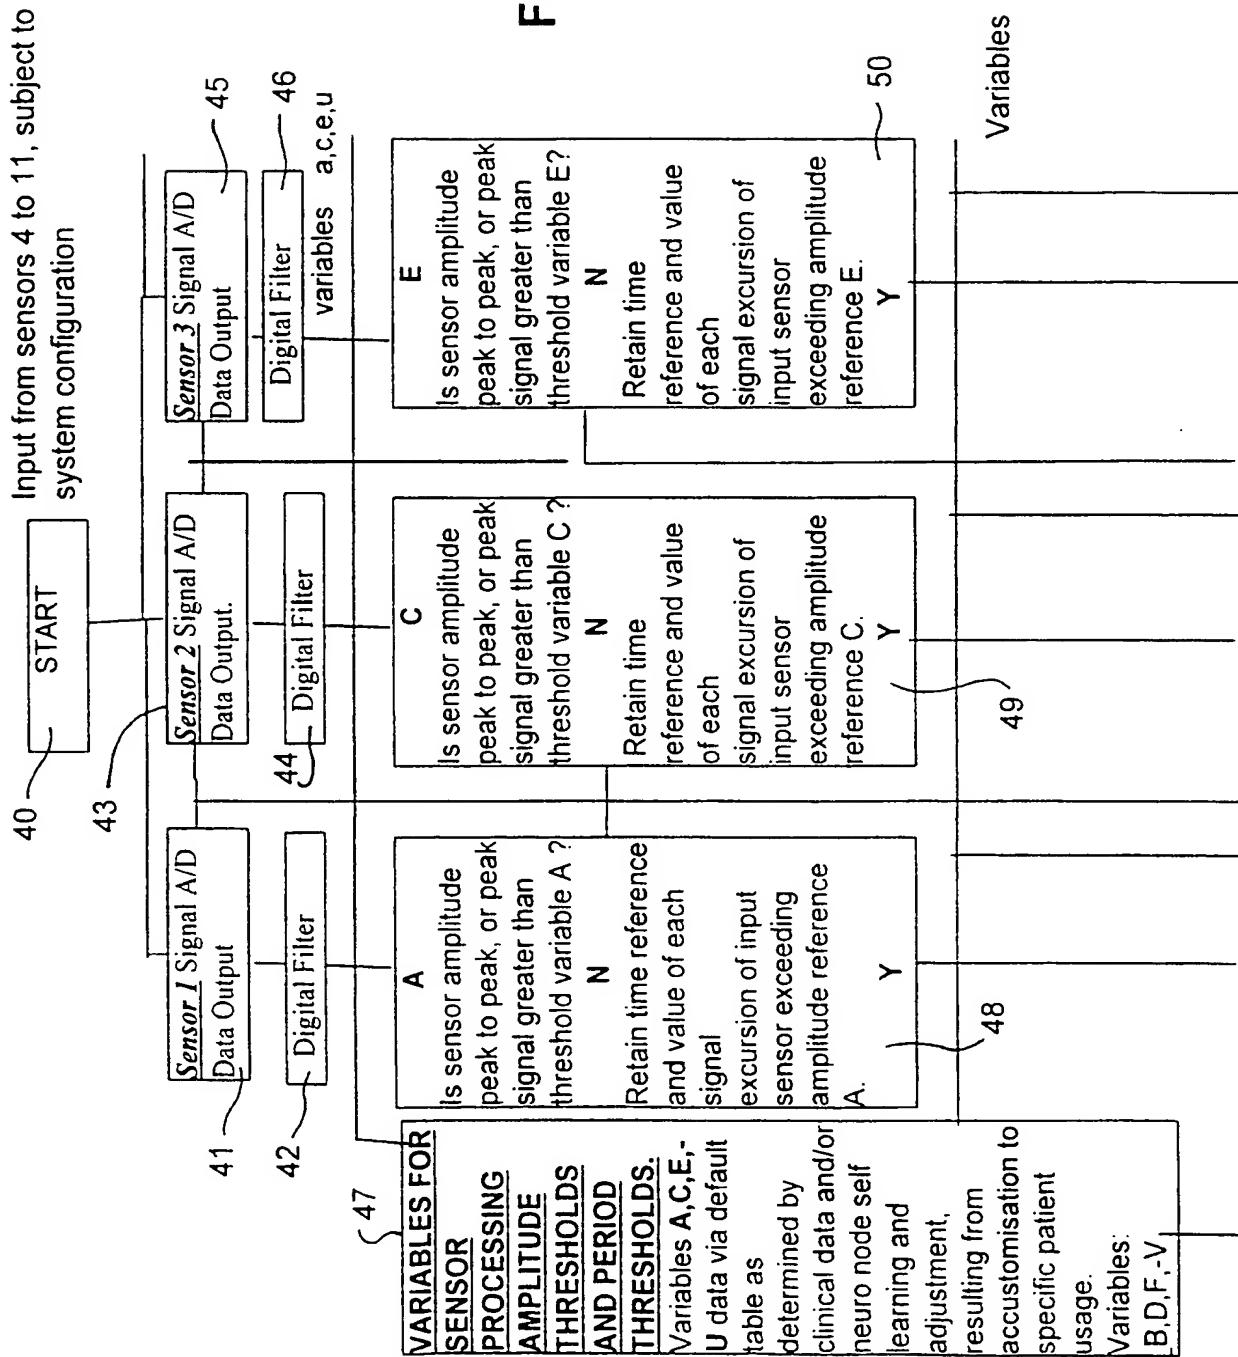 Input from sensors 4 to 11, subject to
system configuration
40
START
F
43
41
Sensor 1 Signal A/D
Data Output
Sensor 2 Signal A/D
Data Output.
Sensor 3 Signal A/D
Data Output
45
42
Digital Filter
44
Digital Filter
Digital Filter
46
variables a,c,e,u
47
VARIABLES FOR
SENSOR
PROCESSING
AMPLITUDE
THRESHOLDS
AND PERIOD
THRESHOLDS.
Variables A,C,E,-
U data via default
table as
determined by
clinical data and/or
neuro node self
learning and
adjustment,
resulting from
accustomisation to
specific patient
usage.
Variables:
B,D,F,-V
A
Is sensor amplitude
peak to peak, or peak
signal greater than
threshold variable A ?
N
Retain time reference
and value of each
signal
excursion of input
sensor exceeding
amplitude reference
A.
Y
48
C
Is sensor amplitude
peak to peak, or peak
signal greater than
threshold variable C ?
N
Retain time
reference and value
of each
signal excursion of
input sensor
exceeding amplitude
reference C.
Y
49
E
Is sensor amplitude
peak to peak, or peak
signal greater than
threshold variable E?
N
Retain time
reference and value
of each
signal excursion of
input sensor
exceeding amplitude
reference E.
Y
50
Variables